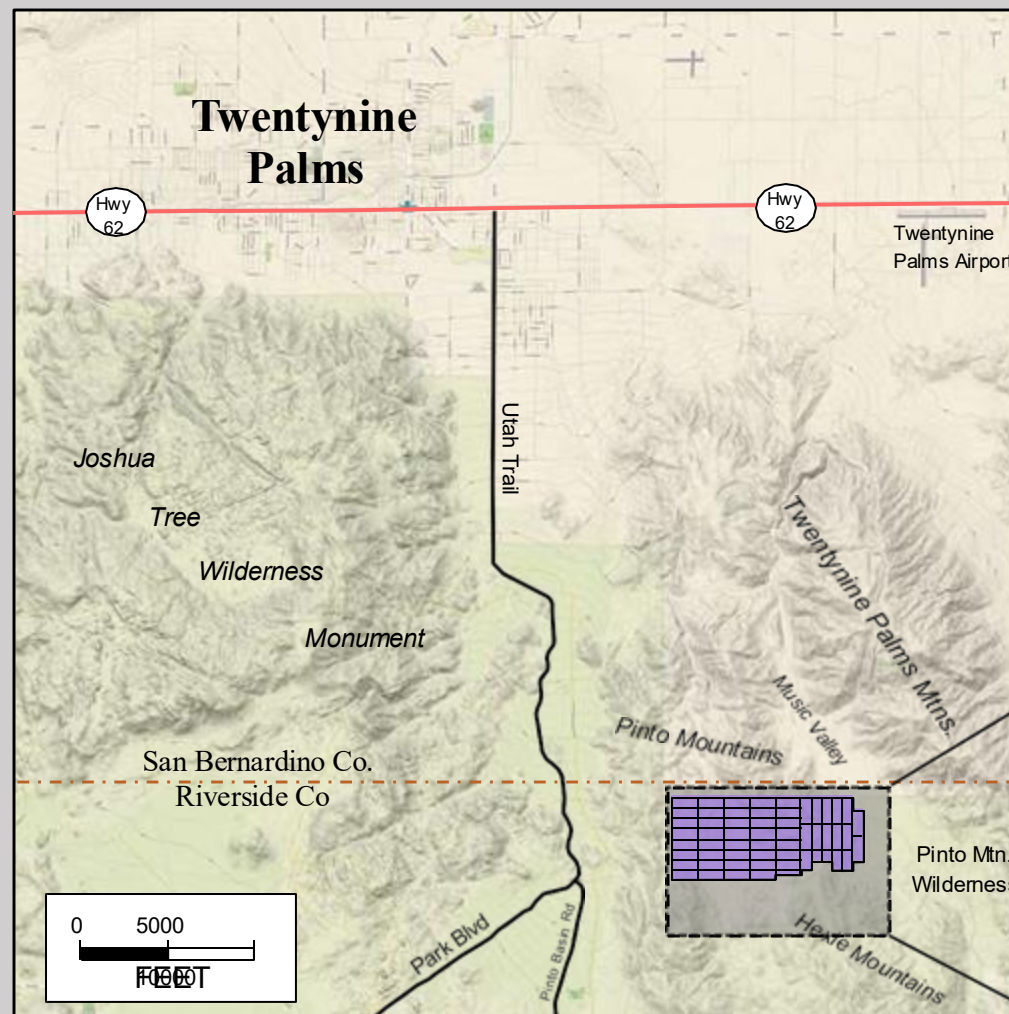 Twentynine
Palms
Hwy
62
Hwy
62
Twentynine
Palms Airport
Utah Trail
Joshua
Tree
Wilderness
Monument
Twentynine Palms Mtns.
Music Valley
Pinto Mountains
San Bernardino Co.
Riverside Co
Pinto Mtn.
Wilderness
Hexie Mountains
Park Blvd
Pinto Basin Rd
0 5000
10000
FEET